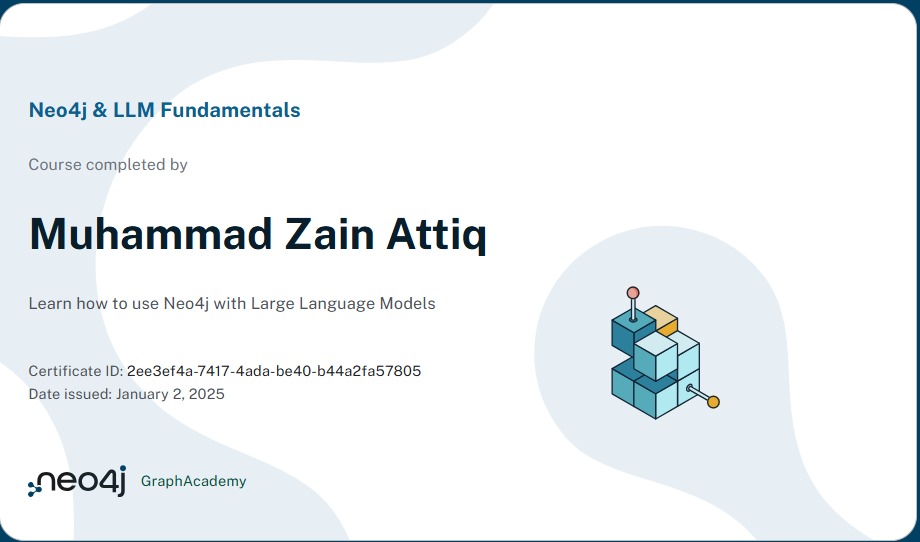 Neo4j & LLM Fundamentals
Course completed by
Muhammad Zain Attiq
Learn how to use Neo4j with Large Language Models
Certificate ID: 2ee3ef4a-7417-4ada-be40-b44a2fa57805
Date issued: January 2, 2025
neo4j GraphAcademy